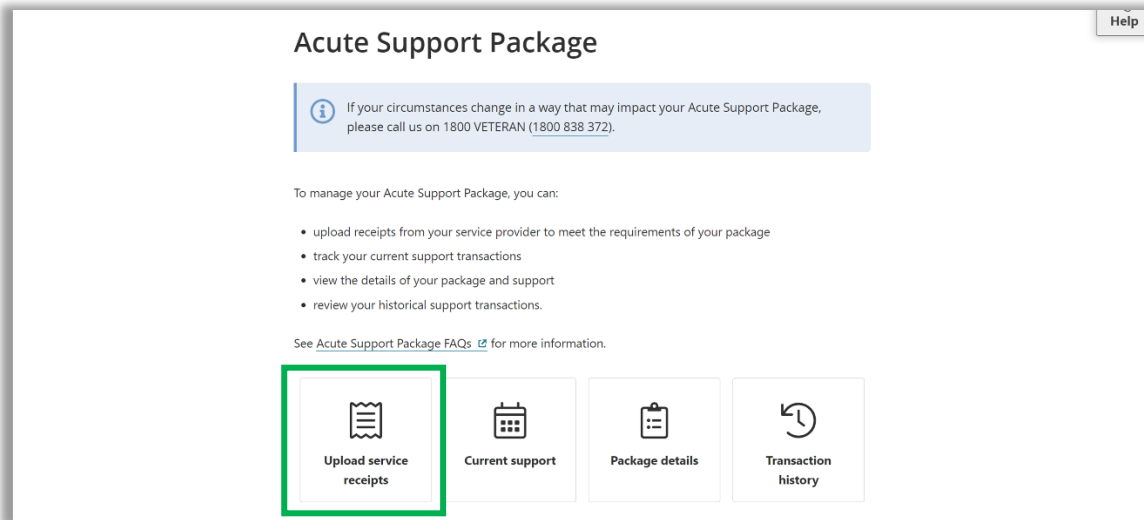 Help
Acute Support Package
If your circumstances change in a way that may impact your Acute Support Package,
please call us on 1800 VETERAN (1800 838 372).
To manage your Acute Support Package, you can:
• upload receipts from your service provider to meet the requirements of your package
• track your current support transactions
• view the details of your package and support
• review your historical support transactions.
See Acute Support Package FAQs for more information.
Upload service
receipts
Current support
Package details
Transaction
history